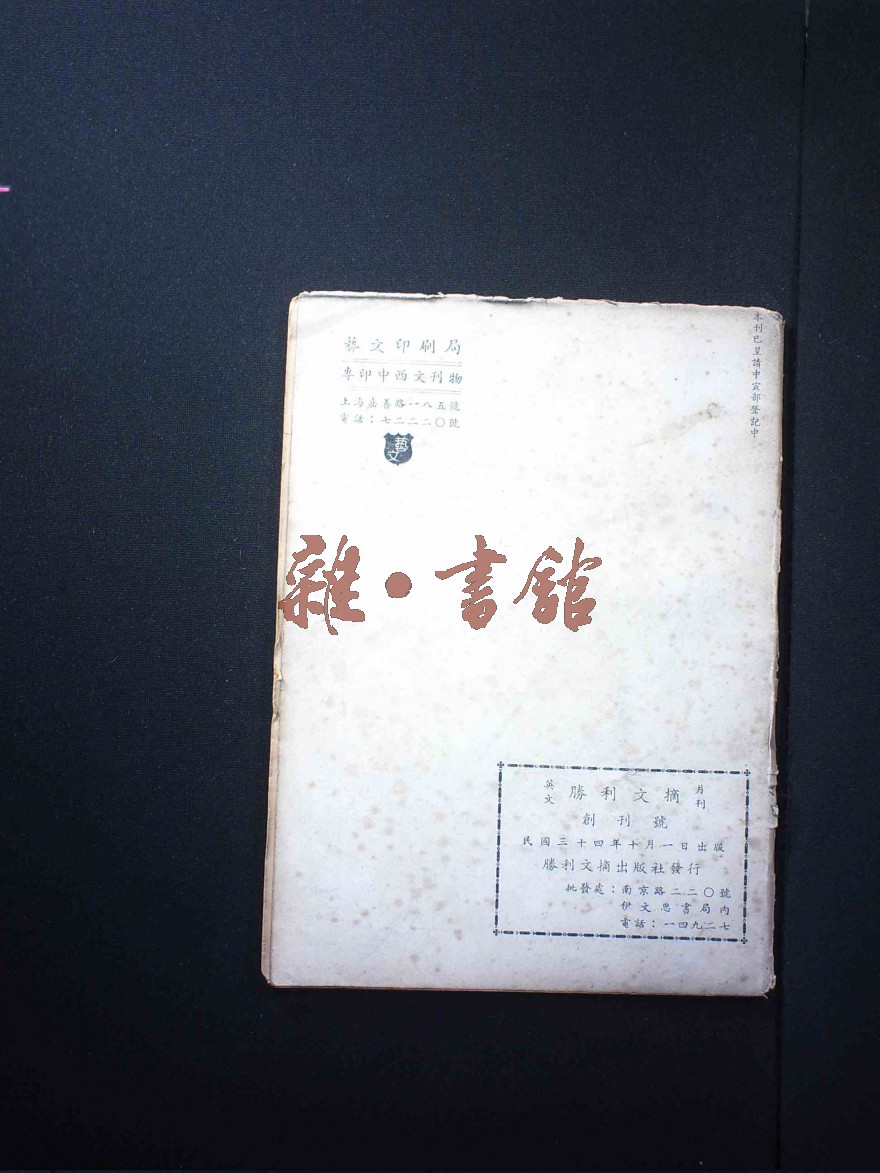 藝文印刷局
專印中西文刊物
上海慈善路一八五號
電話：七二二二〇號
藝文
本刊已呈請中宣部登記中
雜·書館
英文 勝利文摘 月刊
創刊號
民國三十四年十月一日出版
勝利文摘出版社發行
批發處：南京路二二〇號
伊文思書局內
電話：一四九二七